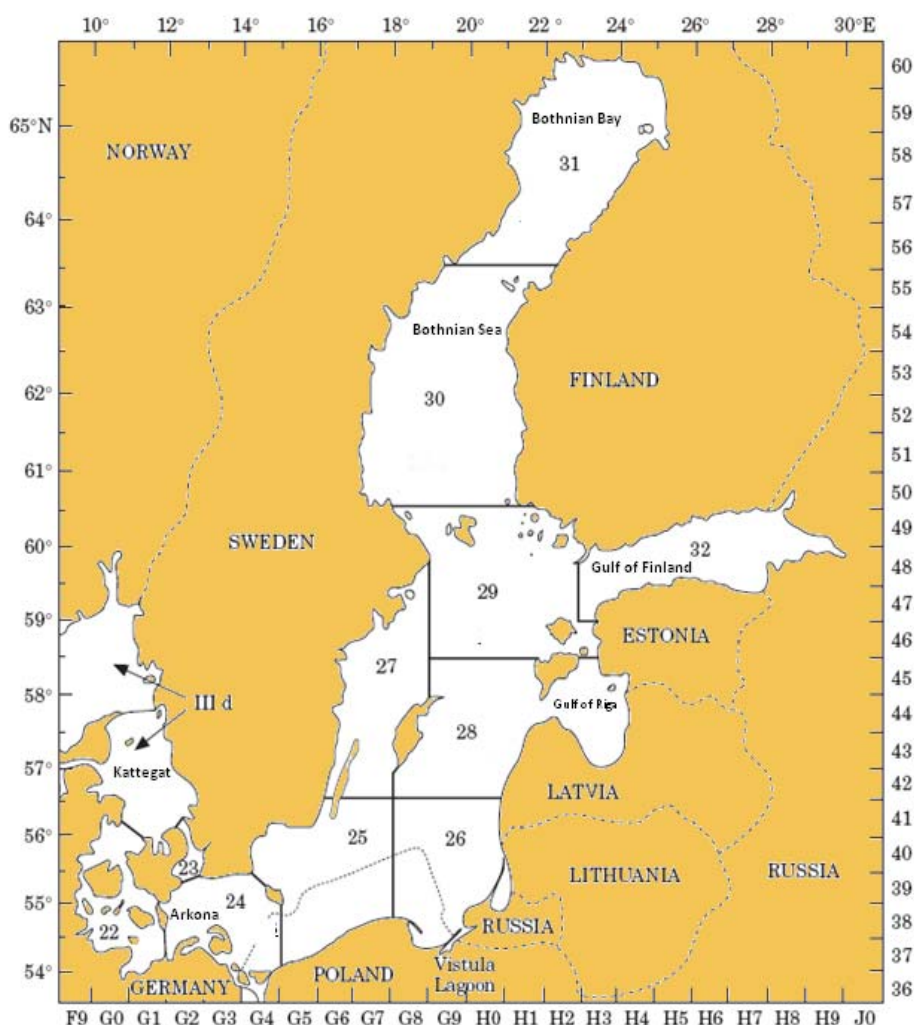 10° 12° 14° 16° 18° 20° 22° 24° 26° 28° 30°E
60
59
Bothnian Bay
65°N
58
NORWAY
31
57
64°
56
55
63°
54
Bothnian Sea
53
FINLAND
52
62°
30
51
61°
50
49
60°
SWEDEN
32
Gulf of Finland
48
29
47
59°
ESTONIA
46
27
45
58°
III d
Gulf of Riga
44
28
43
57°
Kattegat
LATVIA
42
56°
25
26
41
23
LITHUANIA
RUSSIA
40
39
55°
Arkona
24
22
RUSSIA
38
Vistula
Lagoon
54°
GERMANY
POLAND
37
36
F9 G0 G1 G2 G3 G4 G5 G6 G7 G8 G9 H0 H1 H2 H3 H4 H5 H6 H7 H8 H9 J0